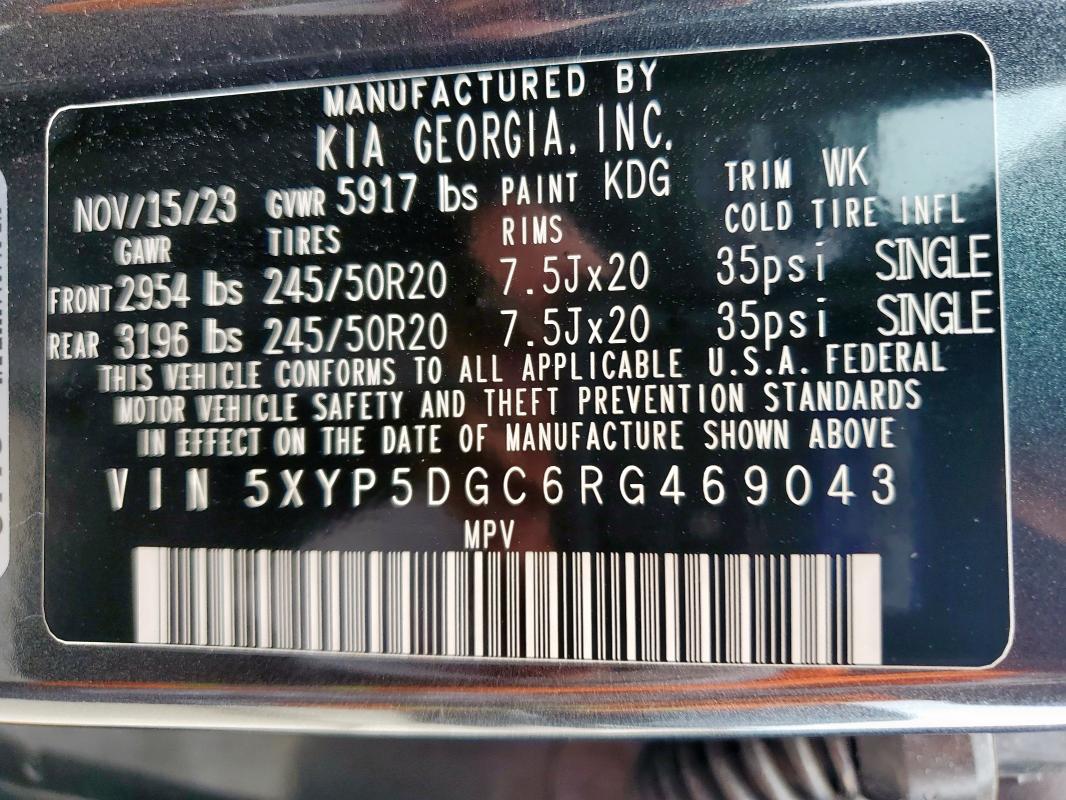 MANUFACTURED BY
KIA GEORGIA, INC.
NOV/15/23 GVWR 5917 lbs PAINT KDG TRIM WK
GAWR TIRES RIMS COLD TIRE INFL
FRONT 2954 lbs 245/50R20 7.5Jx20 35psi SINGLE
REAR 3196 lbs 245/50R20 7.5Jx20 35psi SINGLE
THIS VEHICLE CONFORMS TO ALL APPLICABLE U.S.A. FEDERAL
MOTOR VEHICLE SAFETY AND THEFT PREVENTION STANDARDS
IN EFFECT ON THE DATE OF MANUFACTURE SHOWN ABOVE
VIN 5XYP5DGC6RG469043
MPV